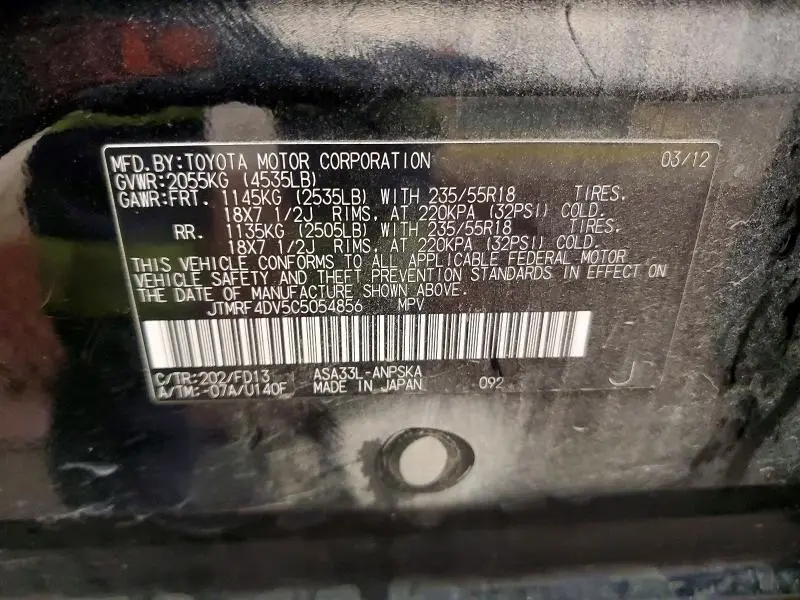 MFD.BY:TOYOTA MOTOR CORPORATION 03/12
GVWR:2055KG (4535LB)
GAWR:FRT. 1145KG (2535LB) WITH 235/55R18 TIRES.
18X7 1/2J RIMS, AT 220KPA (32PSI) COLD.
RR. 1135KG (2505LB) WITH 235/55R18 TIRES.
18X7 1/2J RIMS, AT 220KPA (32PSI) COLD.
THIS VEHICLE CONFORMS TO ALL APPLICABLE FEDERAL MOTOR
VEHICLE SAFETY AND THEFT PREVENTION STANDARDS IN EFFECT ON
THE DATE OF MANUFACTURE SHOWN ABOVE.
JTMRF4DV5C5054856 MPV
C/TR:202/FD13 ASA33L-ANPSKA
A/TM:-07A/U140F MADE IN JAPAN 092 J